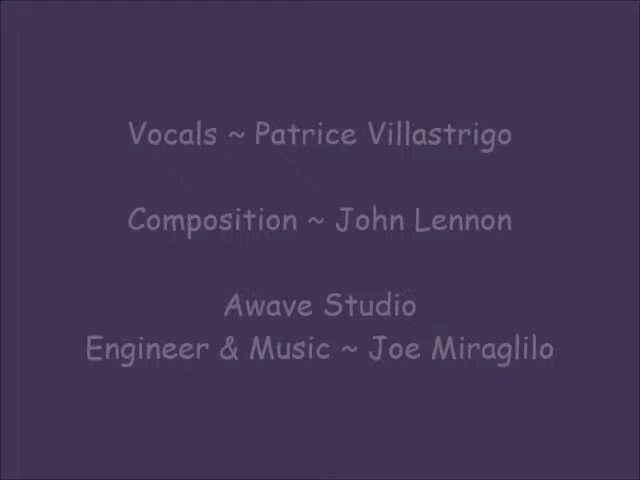 Vocals ~ Patrice Villastrigo
Composition ~ John Lennon
Awave Studio
Engineer & Music ~ Joe Miraglilo